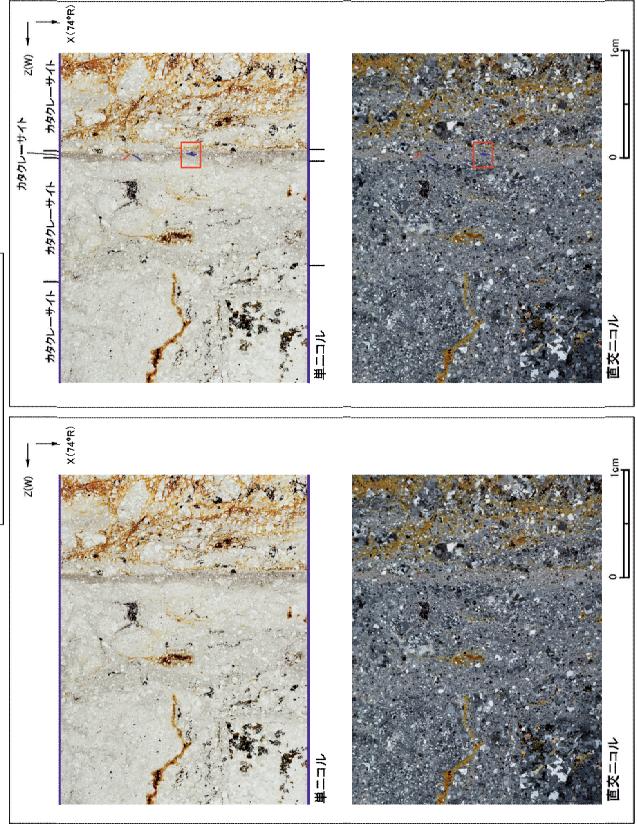 Z(W)
X(74°R)
カタクレーサイト
カタクレーサイト
カタクレーサイト
カタクレーサイト
単ニコル
直交ニコル
0
1cm
Z(W)
X(74°R)
単ニコル
直交ニコル
0
1cm